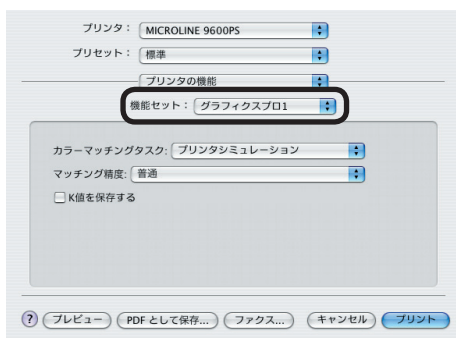 プリンタ： MICROLINE 9600PS
プリセット： 標準
プリンタの機能
機能セット： グラフィクスプロ1
カラーマッチングタスク: プリンタシミュレーション
マッチング精度: 普通
K値を保存する
? プレビュー PDF として保存... ファクス... キャンセル プリント